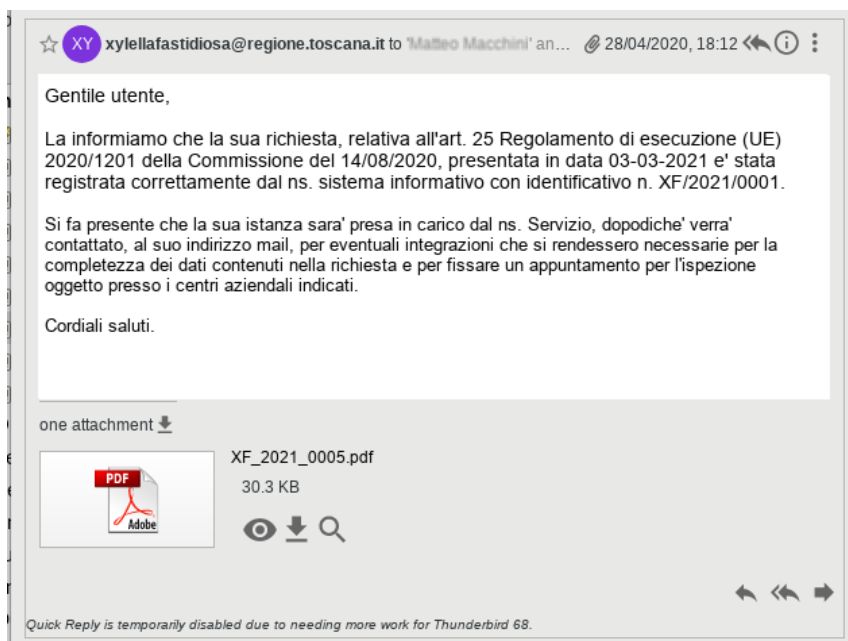 XY xylellafastidiosa@regione.toscana.it to ' ' an... 28/04/2020, 18:12
Gentile utente,
La informiamo che la sua richiesta, relativa all'art. 25 Regolamento di esecuzione (UE)
2020/1201 della Commissione del 14/08/2020, presentata in data 03-03-2021 e' stata
registrata correttamente dal ns. sistema informativo con identificativo n. XF/2021/0001.
Si fa presente che la sua istanza sara' presa in carico dal ns. Servizio, dopodiche' verra'
contattato, al suo indirizzo mail, per eventuali integrazioni che si rendessero necessarie per la
completezza dei dati contenuti nella richiesta e per fissare un appuntamento per l'ispezione
oggetto presso i centri aziendali indicati.
Cordiali saluti.
one attachment
XF_2021_0005.pdf
PDF
30.3 KB
Adobe
Quick Reply is temporarily disabled due to needing more work for Thunderbird 68.